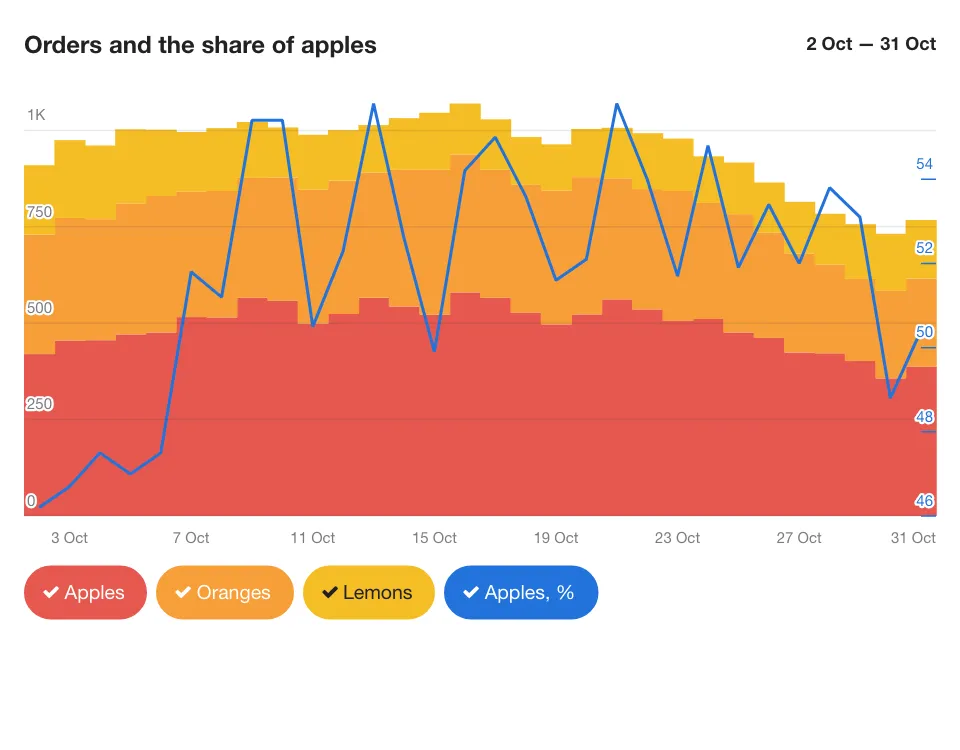 Orders and the share of apples
2 Oct — 31 Oct
1K
750
500
250
0
54
52
50
48
46
3 Oct 7 Oct 11 Oct 15 Oct 19 Oct 23 Oct 27 Oct 31 Oct
Apples Oranges Lemons Apples, %